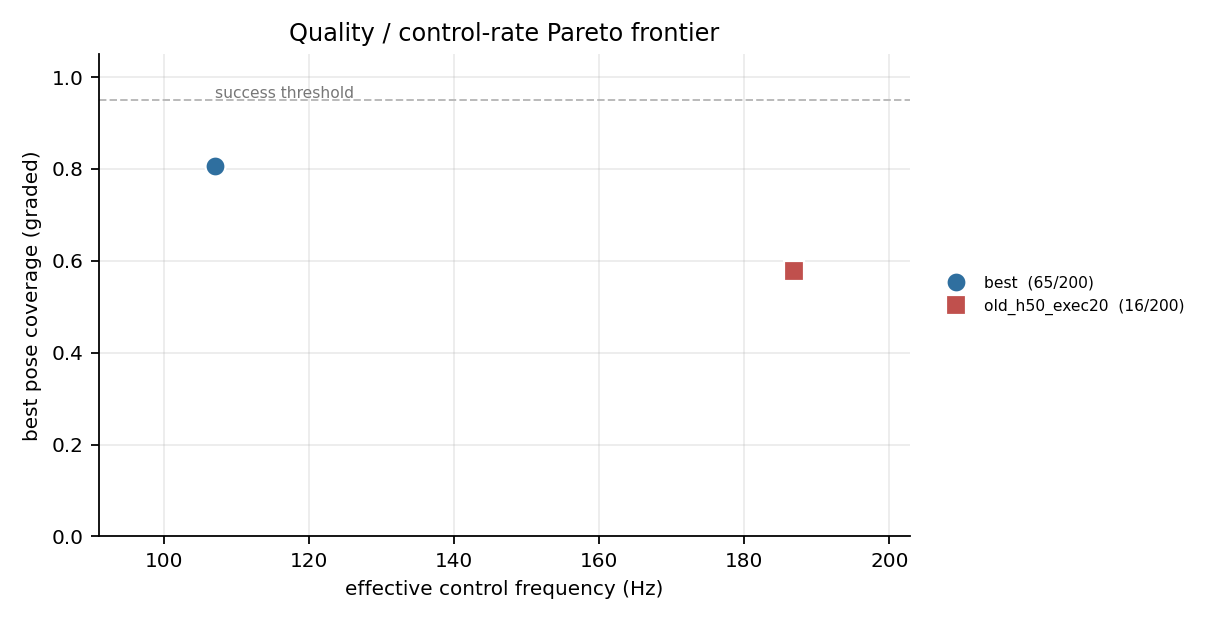 Quality / control-rate Pareto frontier
best pose coverage (graded)
1.0
0.8
0.6
0.4
0.2
0.0
success threshold
100 120 140 160 180 200
effective control frequency (Hz)
best (65/200)
old_h50_exec20 (16/200)